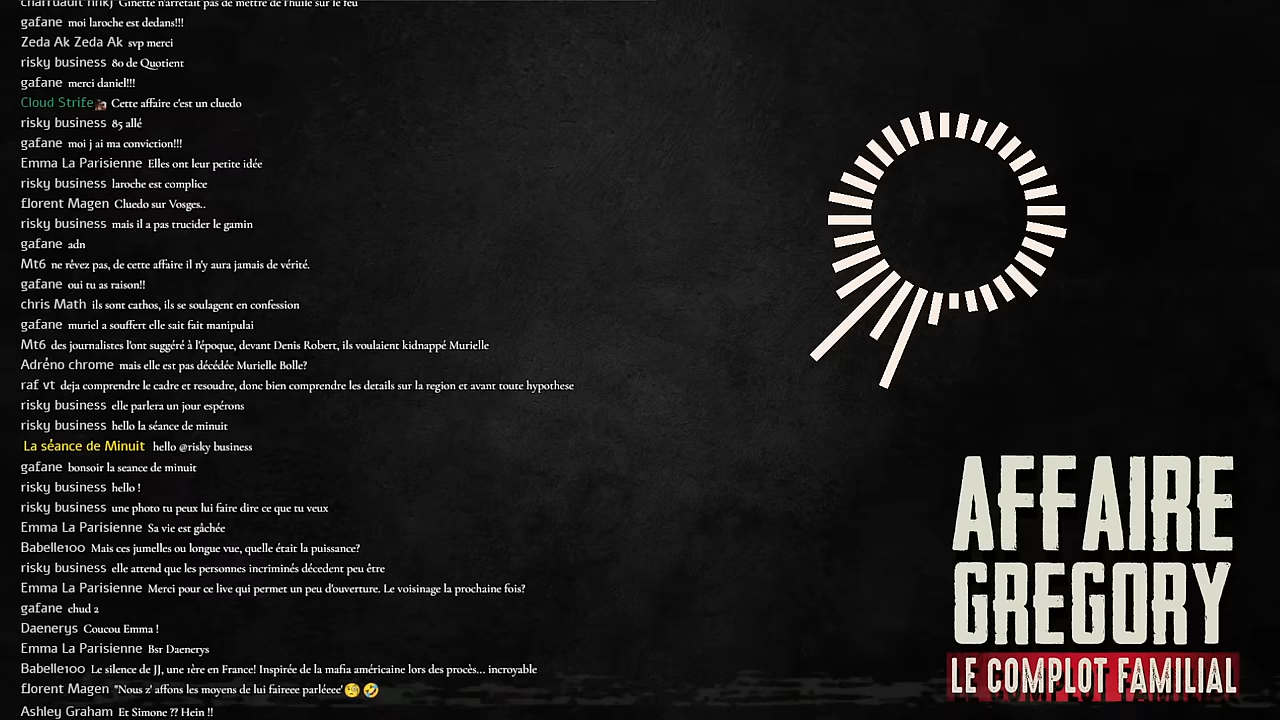 charruault hhkj Ginette n'arrêtait pas de mettre de l'huile sur le feu
gafane moi laroche est dedans!!!
Zeda Ak Zeda Ak svp merci
risky business 80 de Quotient
gafane merci daniel!!!
Cloud Strife Cette affaire c'est un cluedo
risky business 85 allé
gafane moi j ai ma conviction!!!
Emma La Parisienne Elles ont leur petite idée
risky business laroche est complice
florent Magen Cluedo sur Vosges..
risky business mais il a pas trucider le gamin
gafane adn
Mt6 ne rêvez pas, de cette affaire il n'y aura jamais de vérité.
gafane oui tu as raison!!
chris Math ils sont cathos, ils se soulagent en confession
gafane muriel a souffert elle sait fait manipulai
Mt6 des journalistes l'ont suggéré à l'époque, devant Denis Robert, ils voulaient kidnappé Murielle
Adréno chrome mais elle est pas décédée Murielle Bolle?
raf vt deja comprendre le cadre et resoudre, donc bien comprendre les details sur la region et avant toute hypothese
risky business elle parlera un jour espérons
risky business hello la séance de minuit
La séance de Minuit hello @risky business
gafane bonsoir la seance de minuit
risky business hello !
risky business une photo tu peux lui faire dire ce que tu veux
Emma La Parisienne Sa vie est gâchée
Babelle100 Mais ces jumelles ou longue vue, quelle était la puissance?
risky business elle attend que les personnes incriminés décedent peu être
Emma La Parisienne Merci pour ce live qui permet un peu d'ouverture. Le voisinage la prochaine fois?
gafane chud 2
Daenerys Coucou Emma !
Emma La Parisienne Bsr Daenerys
Babelle100 Le silence de JJ, une 1ère en France! Inspirée de la mafia américaine lors des procès... incroyable
florent Magen "Nous z' affons les moyens de lui faireee parléeee'🧐🤣
Ashley Graham Et Simone ?? Hein !!
AFFAIRE
GREGORY
LE COMPLOT FAMILIAL